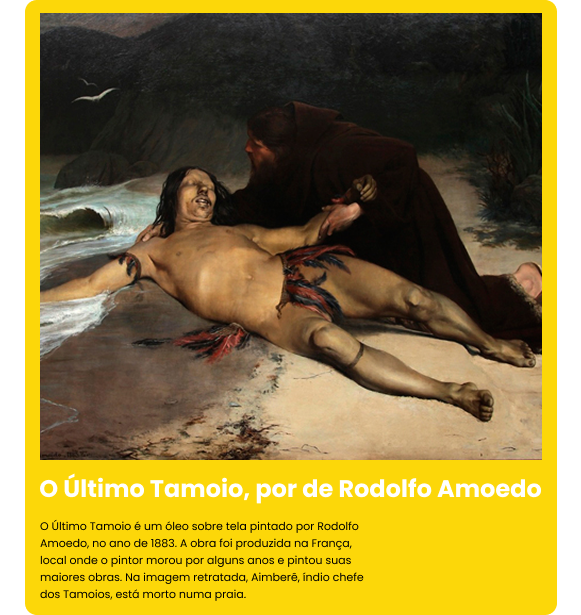 O Último Tamoio, por de Rodolfo Amoedo
O Último Tamoio é um óleo sobre tela pintado por Rodolfo
Amoedo, no ano de 1883. A obra foi produzida na França,
local onde o pintor morou por alguns anos e pintou suas
maiores obras. Na imagem retratada, Aimberê, índio chefe
dos Tamoios, está morto numa praia.